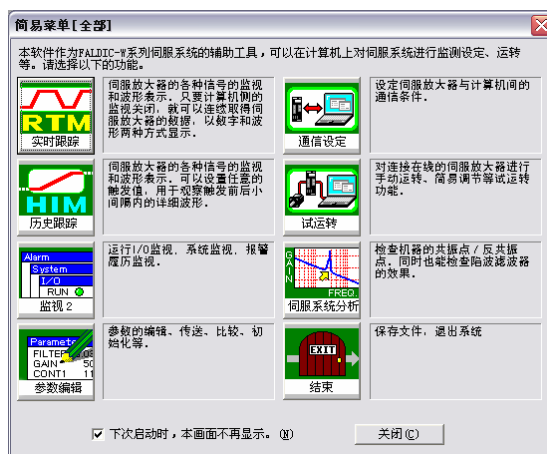 简易菜单[全部]
本软件作为FALDIC-W系列伺服系统的辅助工具，可以在计算机上对伺服系统进行监测设定、运转
等。请选择以下的功能。
RTM
实时跟踪
伺服放大器的各种信号的监视
和波形表示。只要计算机侧的
监视关闭，就可以连续取得伺
服放大器的数据，以数字和波
形两种方式显示。
通信设定
设定伺服放大器与计算机间的
通信条件。
HIM
历史跟踪
伺服放大器的各种信号的监视
和波形表示。可以设置任意的
触发值，用于观察触发前后小
间隔内的详细波形。
试运转
对连接在线的伺服放大器进行
手动运转、简易调节等试运转
功能。
Alarm
System
I/O
RUN
监视2
运行I/O监视，系统监视，报警
履历监视。
GAIN
FREQ.
伺服系统分析
检查机器的共振点/反共振
点。同时也能检查陷波滤波器
的效果。
Paramete
FILTE
GAIN 50
CONT1 11
参数编辑
参数的编辑、传送、比较、初
始化等。
EXIT
结束
保存文件，退出系统
下次启动时，本画面不再显示。(N)
关闭(C)